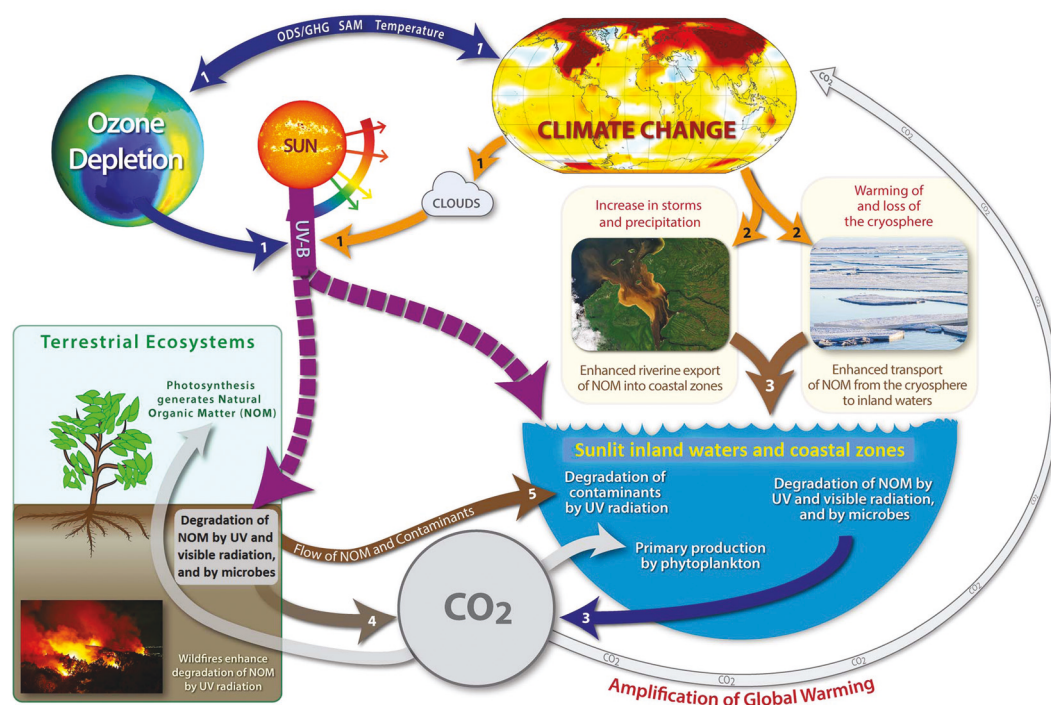 ODS/GHG SAM Temperature
1
1
Ozone
Depletion
SUN
CLIMATE CHANGE
CO2
1
CLOUDS
1
1
UV-B
Increase in storms
and precipitation
2
Warming of
and loss of
the cryosphere
2
CO2
CO2
CO2
Enhanced riverine export
of NOM into coastal zones
3
Enhanced transport
of NOM from the cryosphere
to inland waters
Terrestrial Ecosystems
Photosynthesis
generates Natural
Organic Matter (NOM)
Degradation of
NOM by UV and
visible radiation,
and by microbes
Wildfires enhance
degradation of NOM
by UV radiation
Flow of NOM and Contaminants
5
4
CO2
Sunlit inland waters and coastal zones
Degradation of
contaminants
by UV radiation
Degradation of NOM by
UV and visible radiation,
and by microbes
Primary production
by phytoplankton
3
CO2
CO2
CO2
CO2
CO2
CO2
Amplification of Global Warming